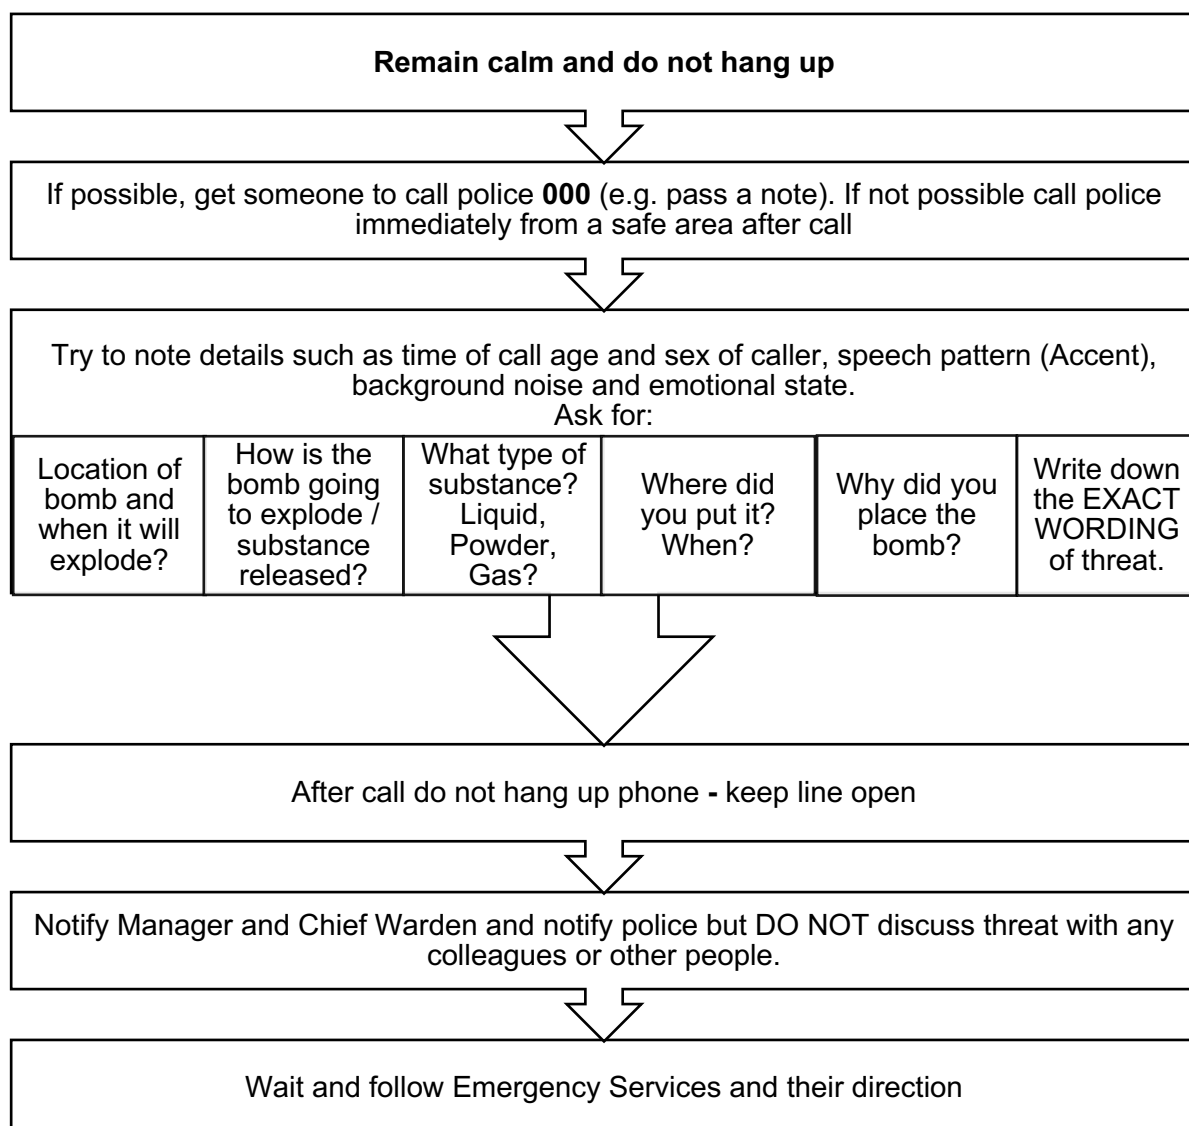 Remain calm and do not hang up
If possible, get someone to call police 000 (e.g. pass a note). If not possible call police
immediately from a safe area after call
Try to note details such as time of call age and sex of caller, speech pattern (Accent),
background noise and emotional state.
Ask for:
Location of
bomb and
when it will
explode?
How is the
bomb going
to explode /
substance
released?
What type of
substance?
Liquid,
Powder,
Gas?
Where did
you put it?
When?
Why did you
place the
bomb?
Write down
the EXACT
WORDING
of threat.
After call do not hang up phone - keep line open
Notify Manager and Chief Warden and notify police but DO NOT discuss threat with any
colleagues or other people.
Wait and follow Emergency Services and their direction